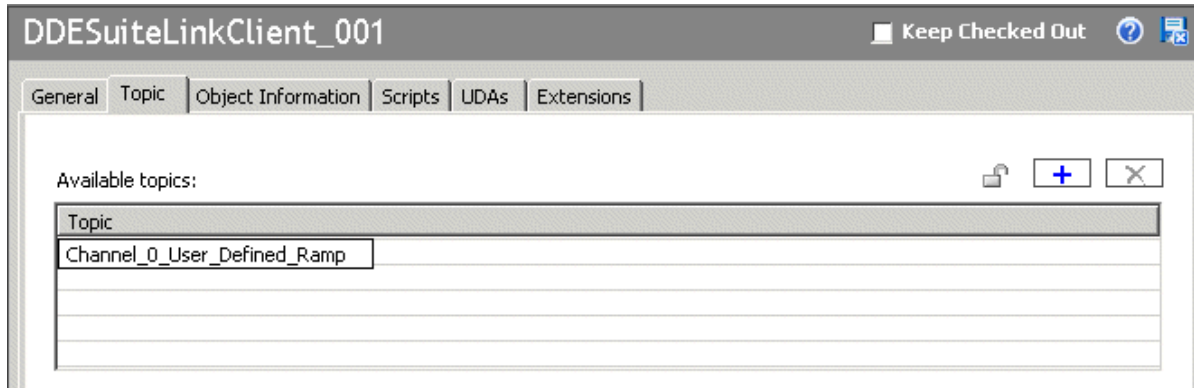 DDESuiteLinkClient_001
Keep Checked Out
General Topic Object Information Scripts UDAs Extensions
Available topics:
Topic
Channel_0_User_Defined_Ramp